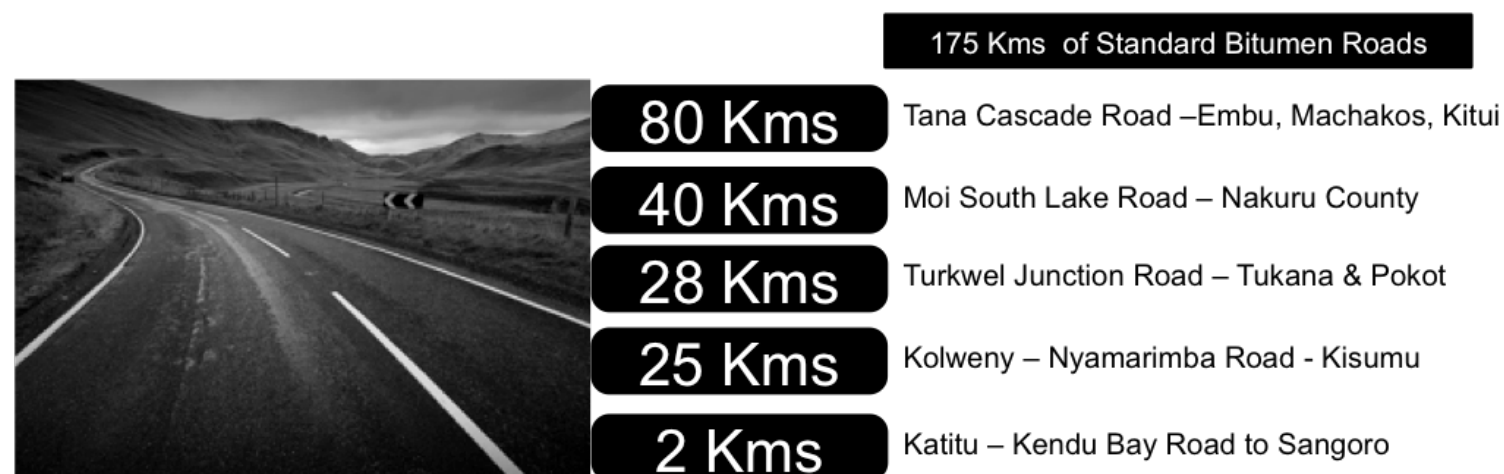 175 Kms of Standard Bitumen Roads
80 Kms Tana Cascade Road –Embu, Machakos, Kitui
40 Kms Moi South Lake Road – Nakuru County
28 Kms Turkwel Junction Road – Tukana & Pokot
25 Kms Kolweny – Nyamarimba Road - Kisumu
2 Kms Katitu – Kendu Bay Road to Sangoro